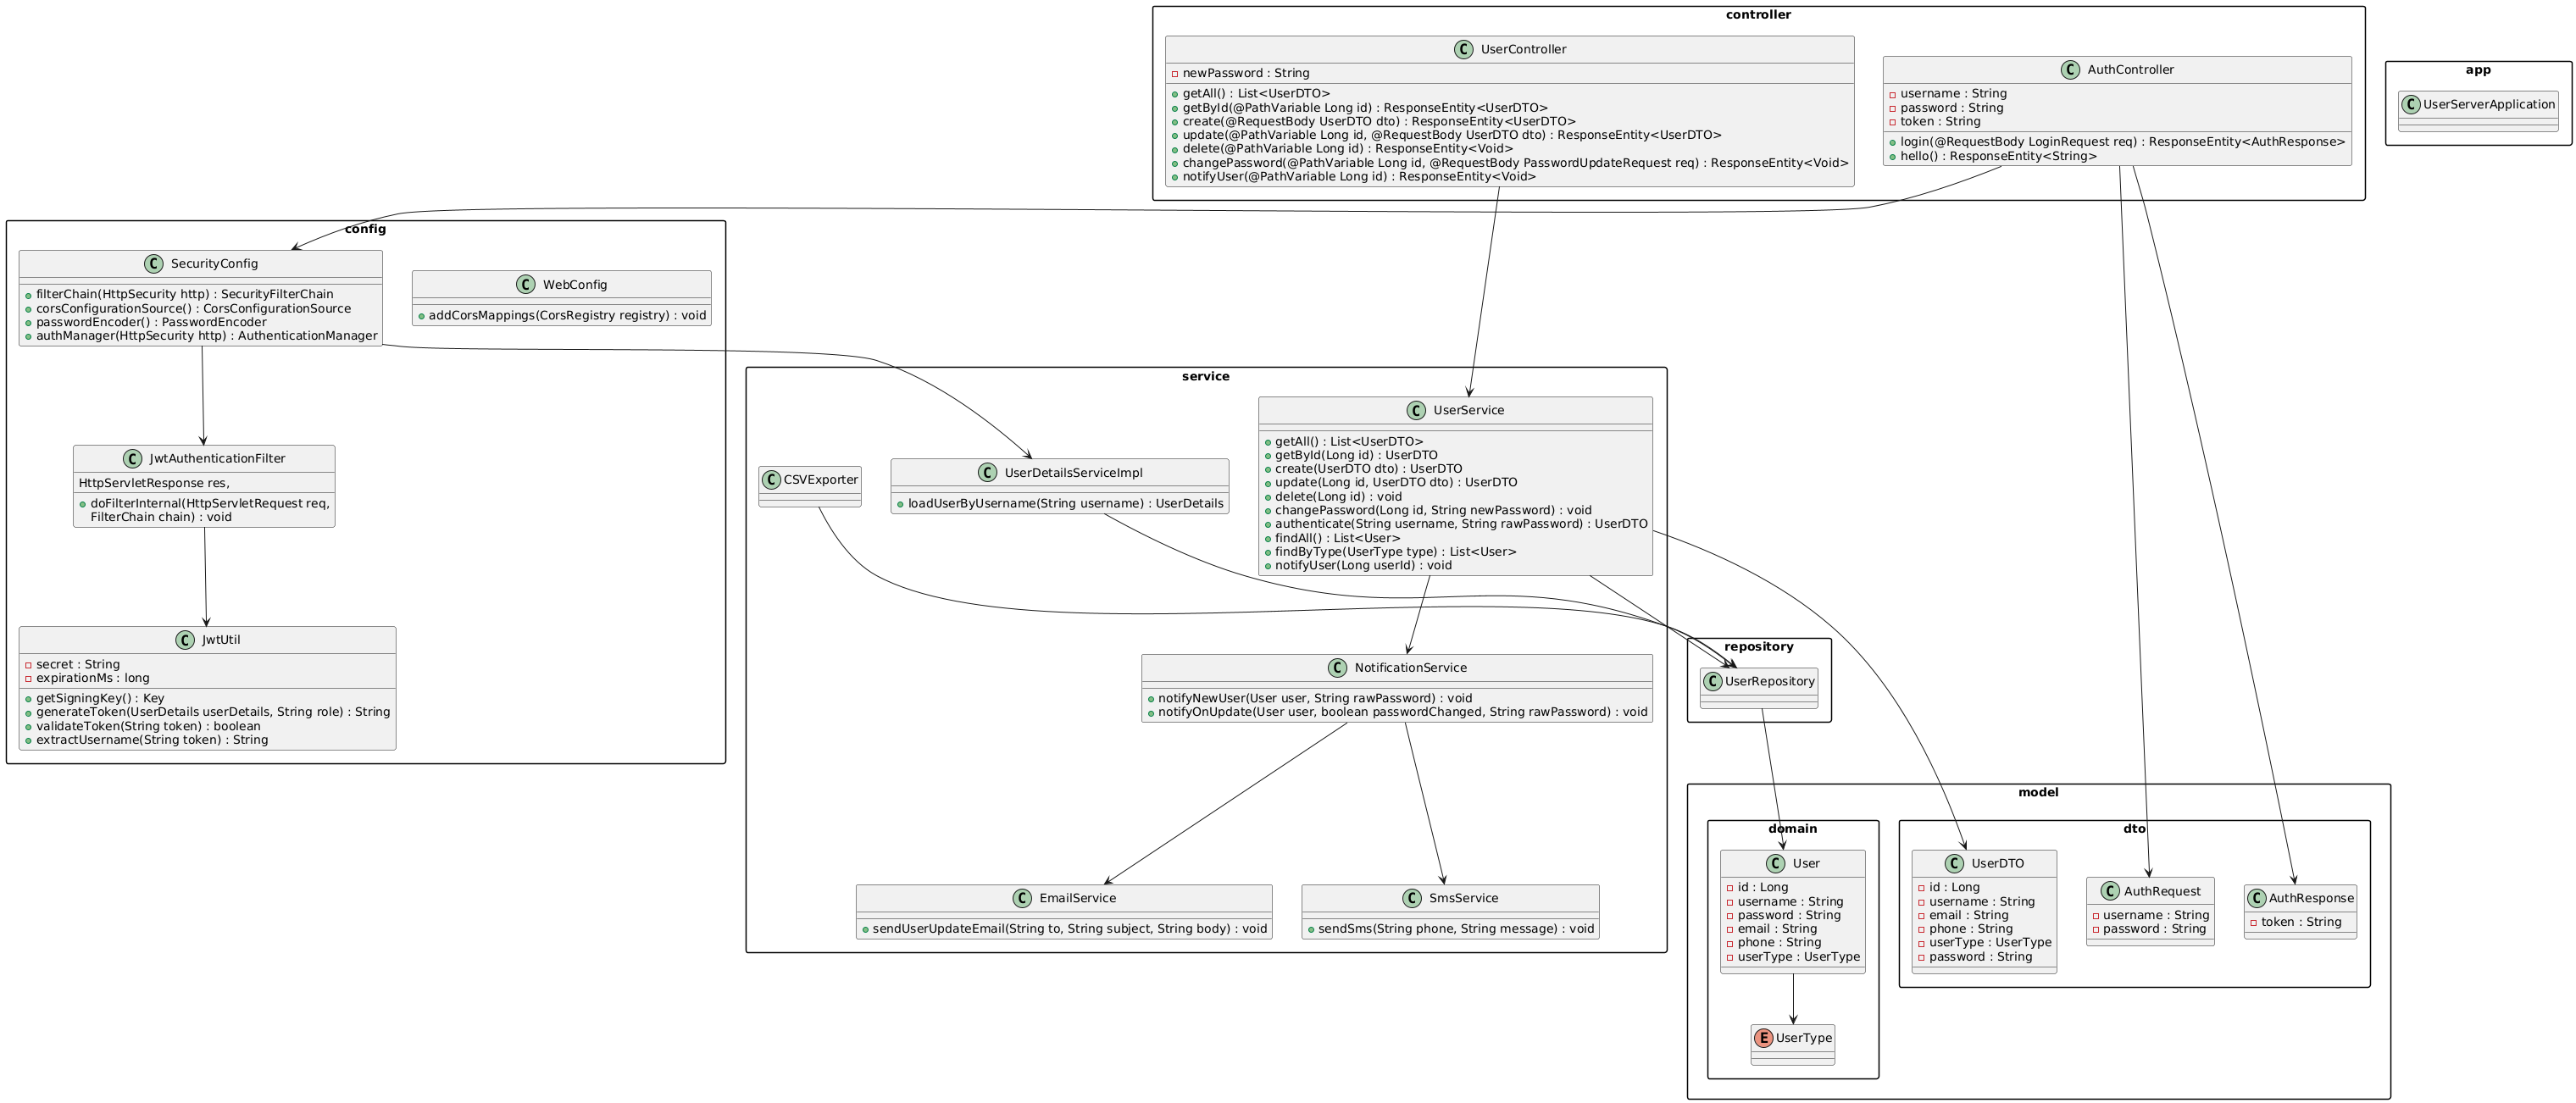 controller
C UserController
newPassword : String
getAll() : List<UserDTO>
getById(@PathVariable Long id) : ResponseEntity<UserDTO>
create(@RequestBody UserDTO dto) : ResponseEntity<UserDTO>
update(@PathVariable Long id, @RequestBody UserDTO dto) : ResponseEntity<UserDTO>
delete(@PathVariable Long id) : ResponseEntity<Void>
changePassword(@PathVariable Long id, @RequestBody PasswordUpdateRequest req) : ResponseEntity<Void>
notifyUser(@PathVariable Long id) : ResponseEntity<Void>
C AuthController
username : String
password : String
token : String
login(@RequestBody LoginRequest req) : ResponseEntity<AuthResponse>
hello() : ResponseEntity<String>
app
C UserServerApplication
config
C SecurityConfig
filterChain(HttpSecurity http) : SecurityFilterChain
corsConfigurationSource() : CorsConfigurationSource
passwordEncoder() : PasswordEncoder
authManager(HttpSecurity http) : AuthenticationManager
C WebConfig
addCorsMappings(CorsRegistry registry) : void
C JwtAuthenticationFilter
HttpServletResponse res,
doFilterInternal(HttpServletRequest req,
FilterChain chain) : void
C JwtUtil
secret : String
expirationMs : long
getSigningKey() : Key
generateToken(UserDetails userDetails, String role) : String
validateToken(String token) : boolean
extractUsername(String token) : String
service
C CSVExporter
C UserDetailsServiceImpl
loadUserByUsername(String username) : UserDetails
C UserService
getAll() : List<UserDTO>
getById(Long id) : UserDTO
create(UserDTO dto) : UserDTO
update(Long id, UserDTO dto) : UserDTO
delete(Long id) : void
changePassword(Long id, String newPassword) : void
authenticate(String username, String rawPassword) : UserDTO
findAll() : List<User>
findByType(UserType type) : List<User>
notifyUser(Long userId) : void
C NotificationService
notifyNewUser(User user, String rawPassword) : void
notifyOnUpdate(User user, boolean passwordChanged, String rawPassword) : void
C EmailService
sendUserUpdateEmail(String to, String subject, String body) : void
C SmsService
sendSms(String phone, String message) : void
repository
C UserRepository
model
domain
C User
id : Long
username : String
password : String
email : String
phone : String
userType : UserType
E UserType
dto
C UserDTO
id : Long
username : String
email : String
phone : String
userType : UserType
password : String
C AuthRequest
username : String
password : String
C AuthResponse
token : String